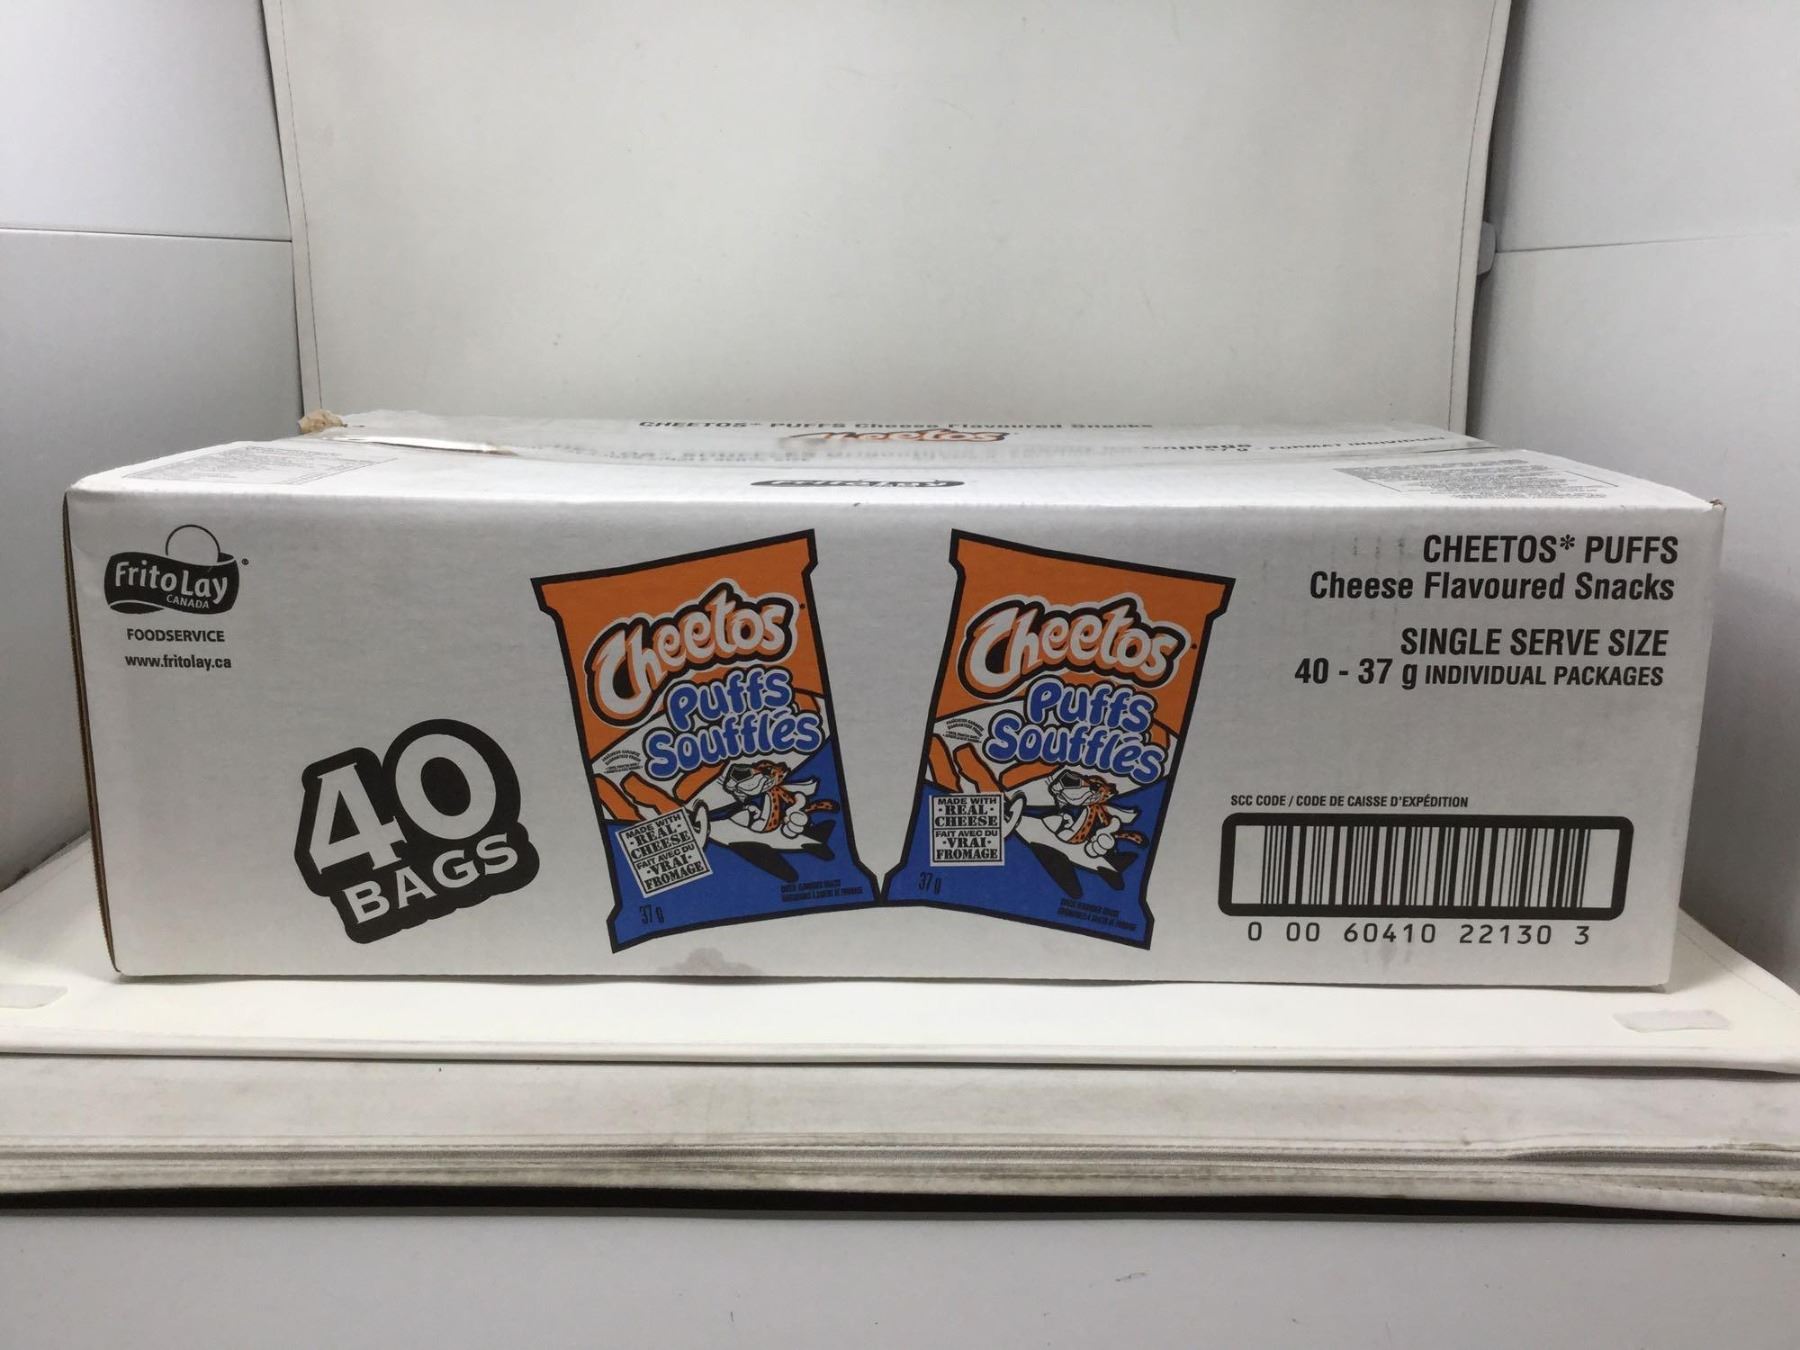 CHEETOS* PUFFS Cheese Flavoured Snacks
Cheetos
FritoLay
FritoLay
CANADA
FOODSERVICE
www.fritolay.ca
40
BAGS
Cheetos
Puffs
Soufflés
MADE WITH
·REAL·
CHEESE
FAIT AVEC DU
·VRAI·
FROMAGE
37 g
Cheetos
Puffs
Soufflés
MADE WITH
·REAL·
CHEESE
FAIT AVEC DU
·VRAI·
FROMAGE
37 g
CHEETOS* PUFFS
Cheese Flavoured Snacks
SINGLE SERVE SIZE
40 - 37 g INDIVIDUAL PACKAGES
SCC CODE / CODE DE CAISSE D'EXPÉDITION
0 00 60410 22130 3